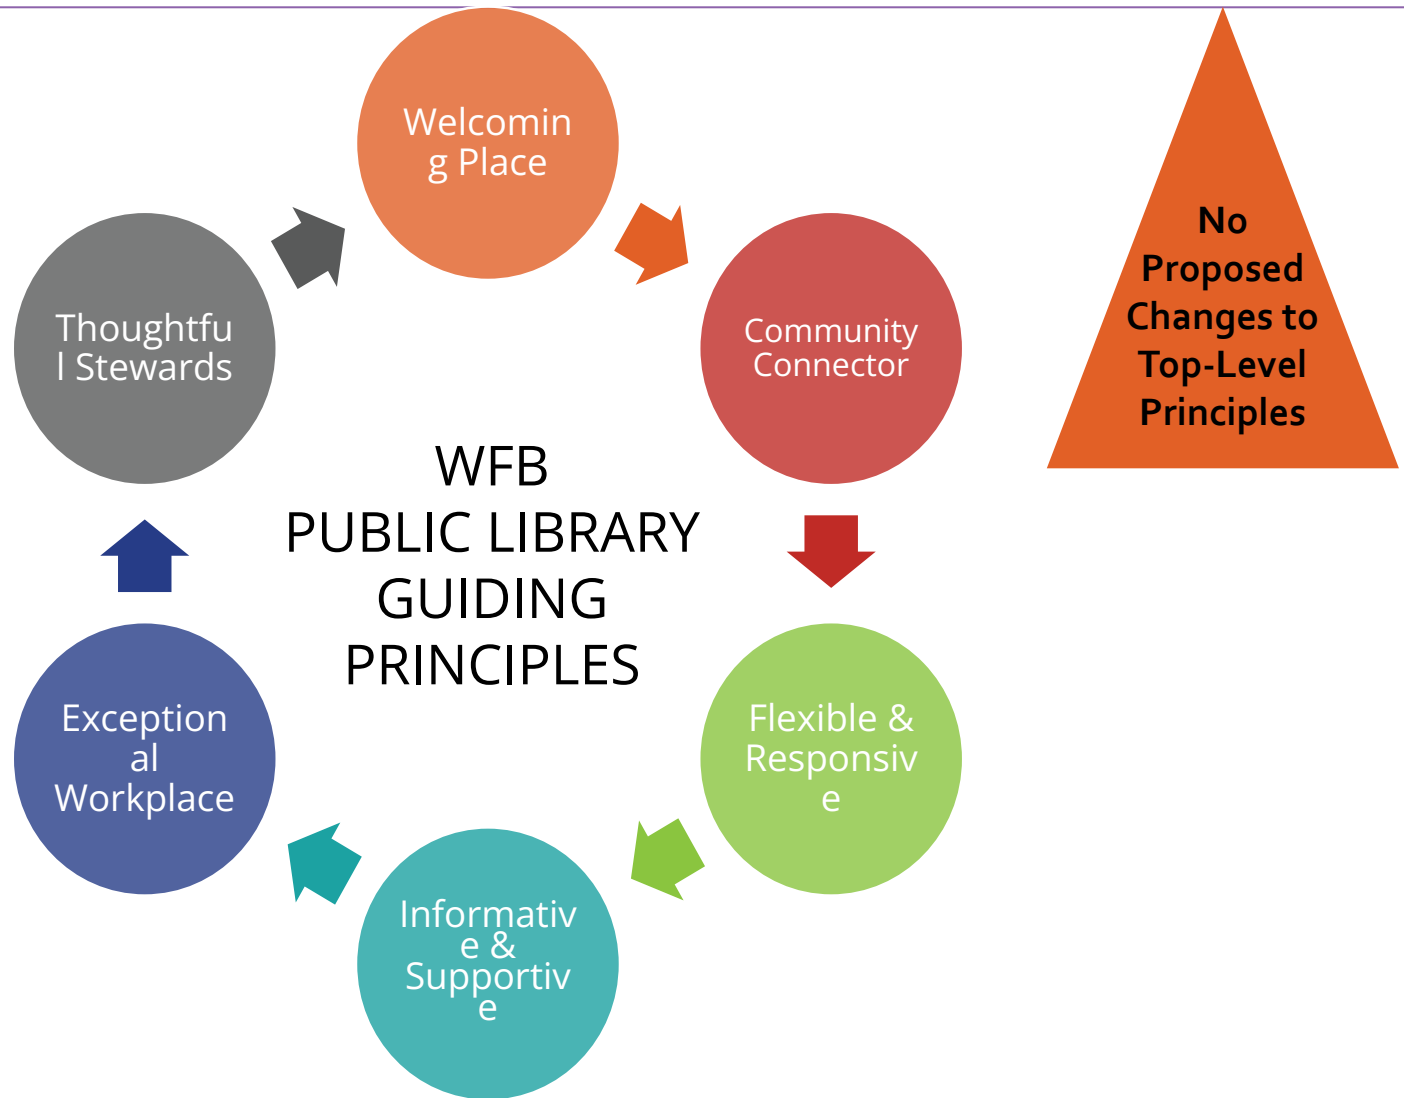 Welcomin
g Place
Community
Connector
Flexible &
Responsiv
e
Informativ
e &
Supportiv
e
Exception
al
Workplace
Thoughtfu
l Stewards
WFB
PUBLIC LIBRARY
GUIDING
PRINCIPLES
No
Proposed
Changes to
Top-Level
Principles